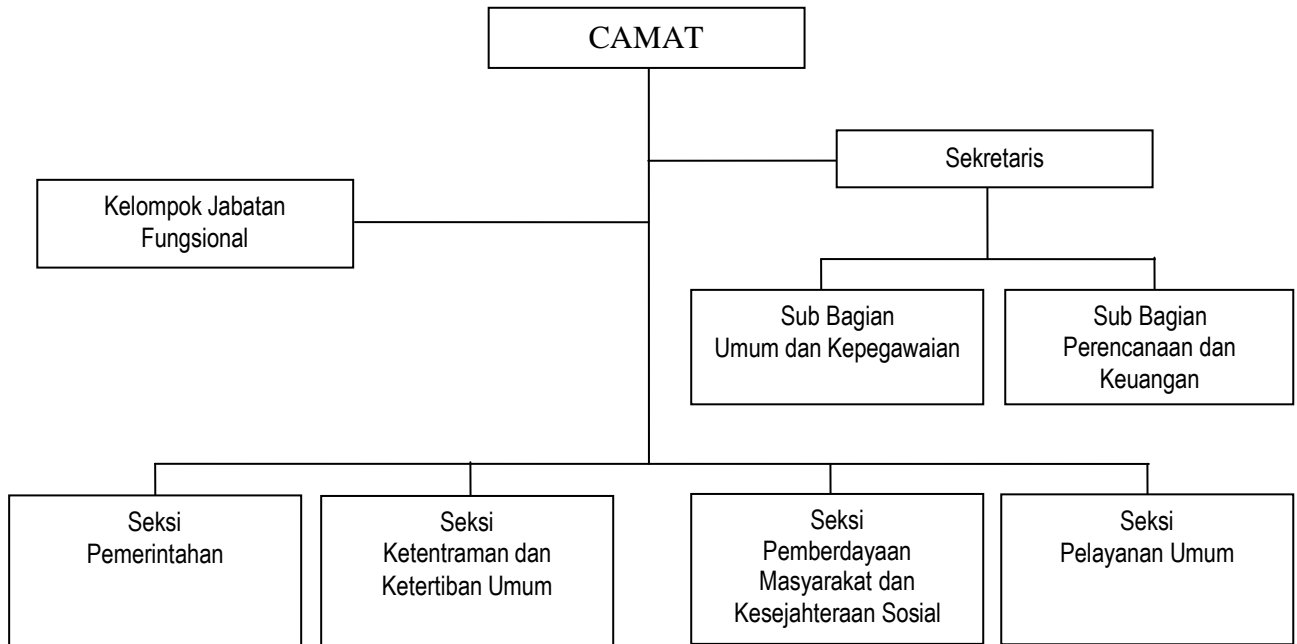 CAMAT
Sekretaris
Kelompok Jabatan
Fungsional
Sub Bagian
Umum dan Kepegawaian
Sub Bagian
Perencanaan dan
Keuangan
Seksi
Pemerintahan
Seksi
Ketentraman dan
Ketertiban Umum
Seksi
Pemberdayaan
Masyarakat dan
Kesejahteraan Sosial
Seksi
Pelayanan Umum